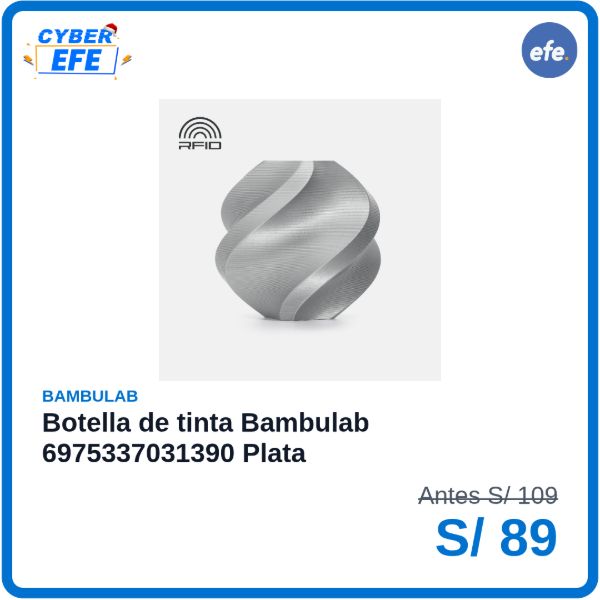 CYBER
EFE
efe.
RFID
BAMBULAB
Botella de tinta Bambulab
6975337031390 Plata
Antes S/ 109
S/ 89